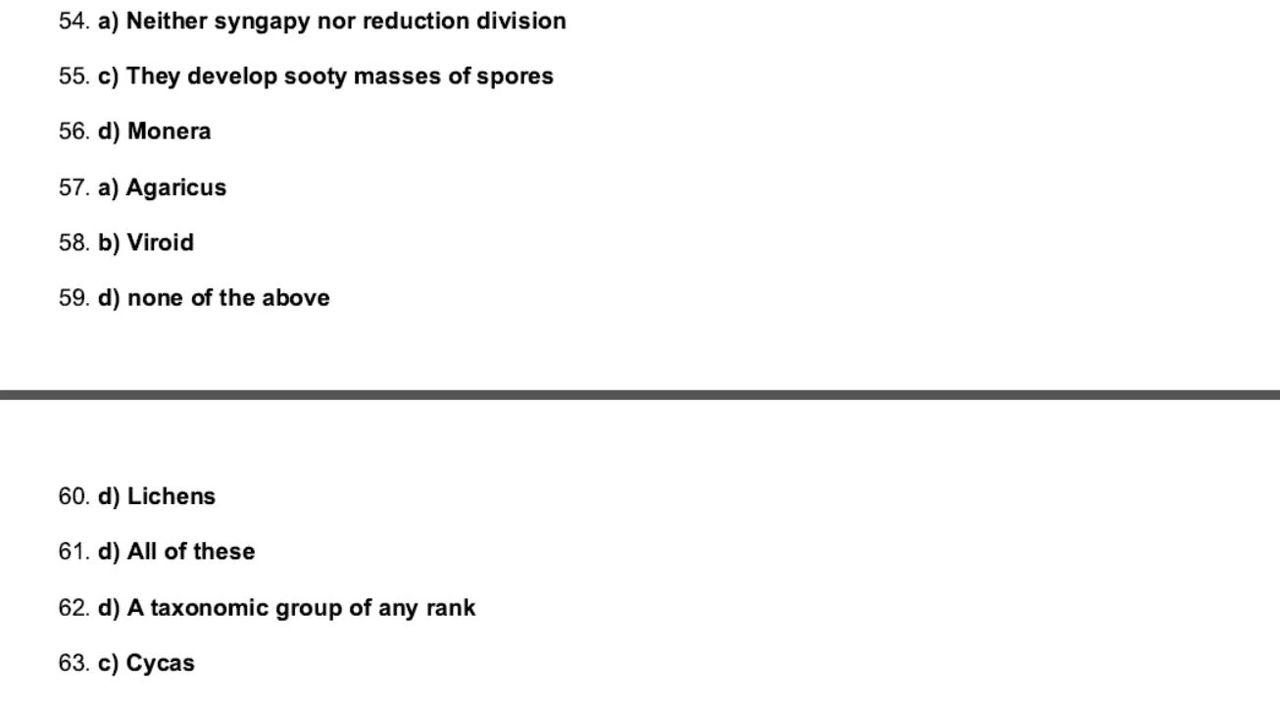 54. a) Neither syngapy nor reduction division
55. c) They develop sooty masses of spores
56. d) Monera
57. a) Agaricus
58. b) Viroid
59. d) none of the above
60. d) Lichens
61. d) All of these
62. d) A taxonomic group of any rank
63. c) Cycas